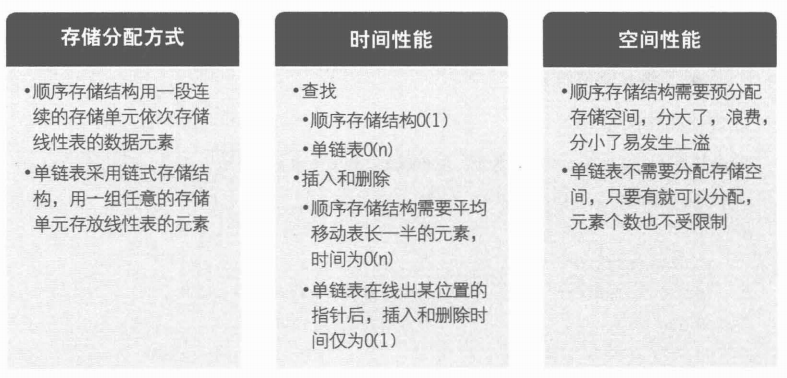 存储分配方式
•顺序存储结构用一段连
续的存储单元依次存储
线性表的数据元素
•单链表采用链式存储结
构，用一组任意的存储
单元存放线性表的元素
时间性能
•查找
•顺序存储结构O(1)
•单链表O(n)
•插入和删除
•顺序存储结构需要平均
移动表长一半的元素，
时间为O(n)
•单链表在线出某位置的
指针后，插入和删除时
间仅为O(1)
空间性能
•顺序存储结构需要预分配
存储空间，分大了，浪费，
分小了易发生上溢
•单链表不需要分配存储空
间，只要有就可以分配，
元素个数也不受限制